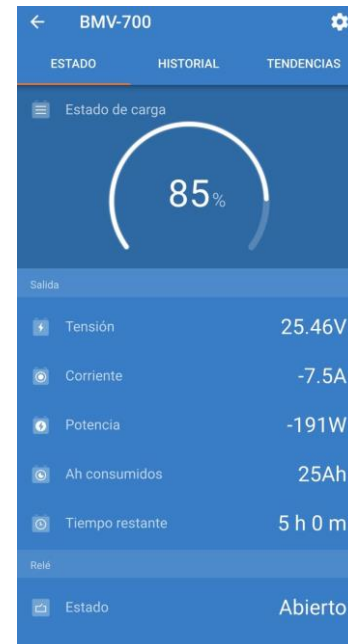 BMV-700
ESTADO HISTORIAL TENDENCIAS
Estado de carga
85%
Salida
Tensión 25.46V
Corriente -7.5A
Potencia -191W
Ah consumidos 25Ah
Tiempo restante 5 h 0 m
Relé
Estado Abierto